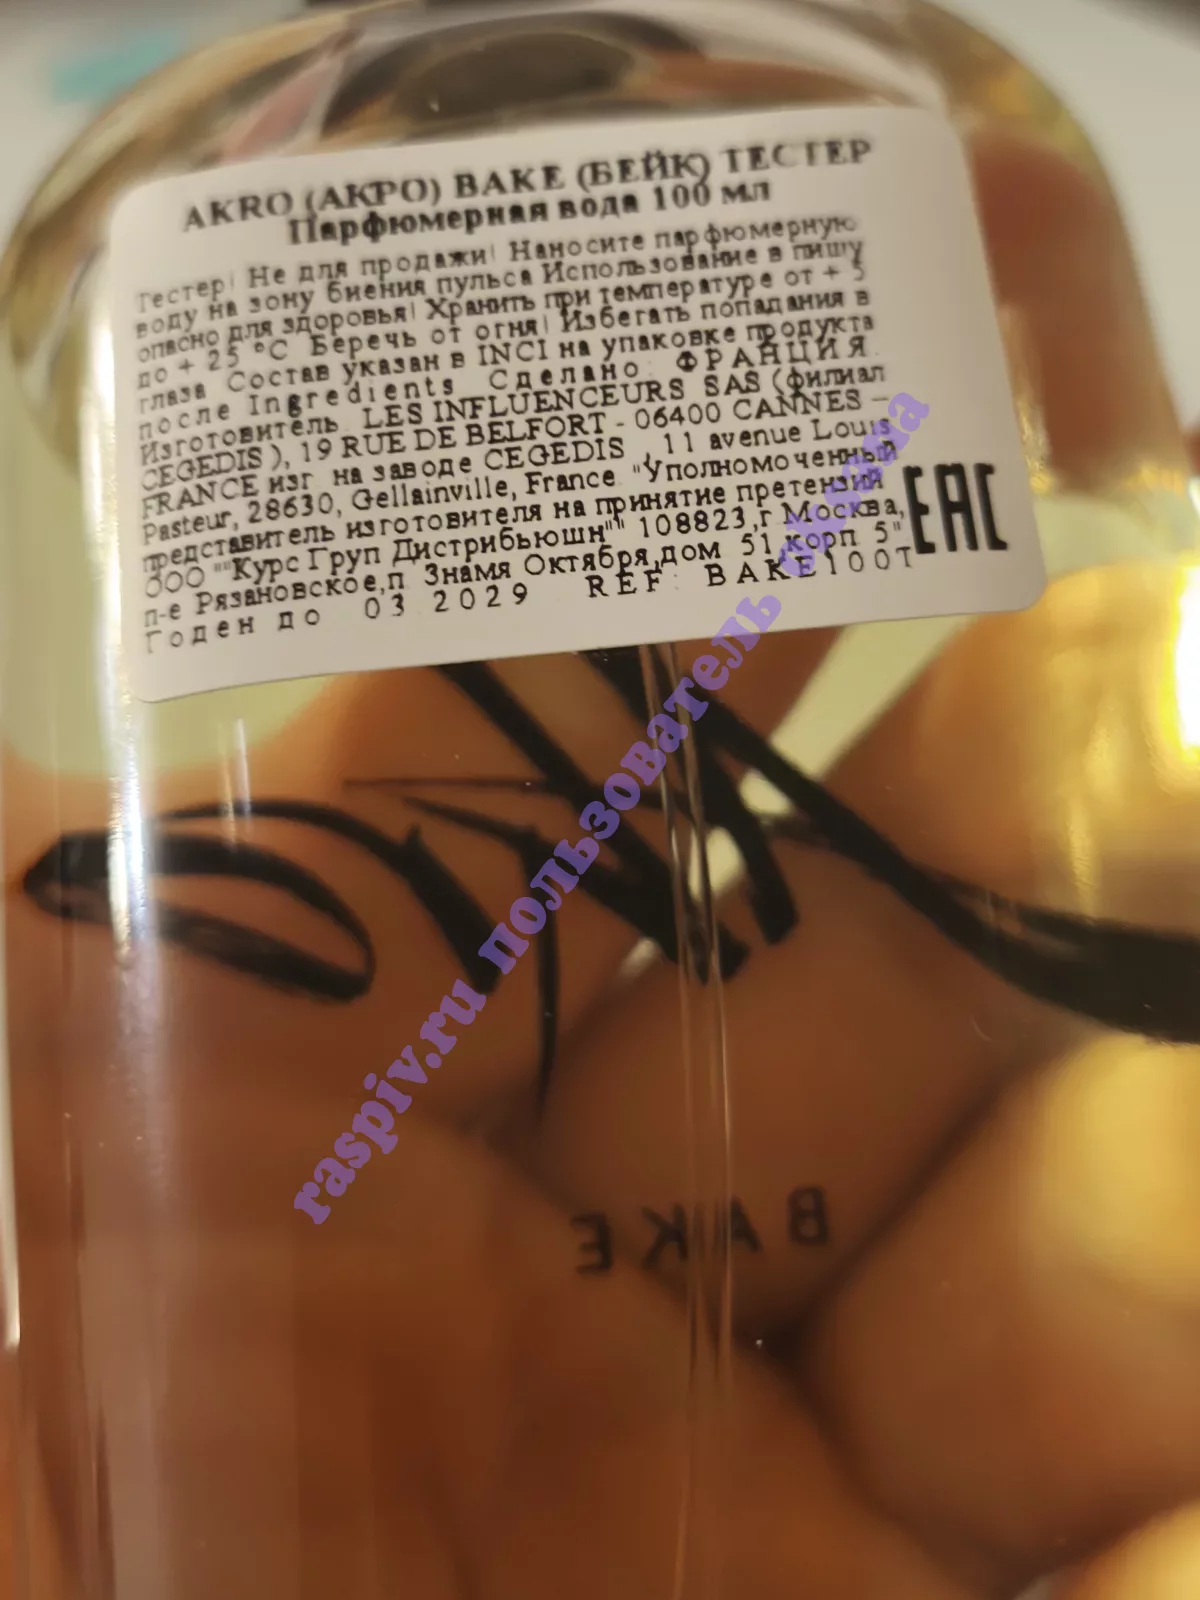 AKRO (АКРО) BAKE (БЕЙК) ТЕСТЕР
Парфюмерная вода 100 мл
Тестер! Не для продажи! Наносите парфюмерную
воду на зону биения пульса Использование в пищу
опасно для здоровья! Хранить при температуре от + 5
до + 25 °C Беречь от огня! Избегать попадания в
глаза Состав указан в INCI на упаковке продукта
после Ingredients Сделано: ФРАНЦИЯ.
Изготовитель: LES INFLUENCEURS SAS (филиал
CEGEDIS ), 19 RUE DE BELFORT - 06400 CANNES –
FRANCE изг на заводе CEGEDIS , 11 avenue Louis
Pasteur, 28630, Gellainville, France "Уполномоченный
представитель изготовителя на принятие претензий
ООО ""Курс Груп Дистрибьюшн"" 108823,г Москва,
п-е Рязановское,п Знамя Октября,дом 51,корп 5"
Годен до 03 2029 REF: BAKE100T
EAC
BAKE
raspiv.ru пользователь